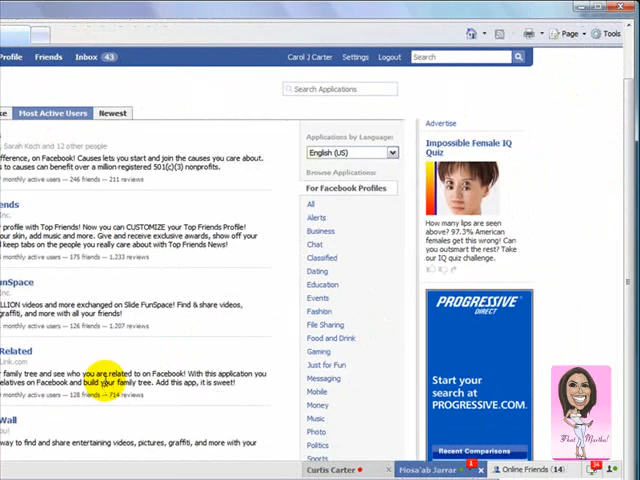 Page
Tools
Profile
Friends
Inbox
43
Carol J Carter
Settings
Logout
Search
Search Applications
Most Active Users
Newest
Sarah Koch and 12 other people
on Facebook! Causes lets you start and join the causes you care about.
to causes can benefit over a million registered 501(c)(3) nonprofits.
monthly active users — 246 friends — 211 reviews
Inc.
profile with Top Friends! Now you can CUSTOMIZE your Top Friends Profile!
your skin, add music and more. Give and receive exclusive awards, show off your
keep tabs on the people you really care about with Top Friends News!
monthly active users — 175 friends — 1,233 reviews
Inc.
videos and more exchanged on Slide FunSpace! Find & share videos,
graffiti, and more with all your friends!
monthly active users — 126 friends — 1,207 reviews
Related
family tree and see who you are related to on Facebook! With this application you
relatives on Facebook and build your family tree. Add this app, it is sweet!
monthly active users — 128 friends — 714 reviews
Wall
way to find and share entertaining videos, pictures, graffiti, and more with your
Applications by Language:
English (US)
Browse Applications:
For Facebook Profiles
All
Alerts
Business
Chat
Classified
Dating
Education
Events
Fashion
File Sharing
Food and Drink
Gaming
Just for Fun
Messaging
Mobile
Money
Music
Photo
Politics
Sports
Advertise
Impossible Female IQ
Quiz
How many lips are seen
above? 97.3% American
females get this wrong! Can
you outsmart the rest? Take
our IQ quiz challenge.
PROGRESSIVE
DIRECT
Start your
search at
PROGRESSIVE.COM.
Recent Comparisons
That Martha!
Curtis Carter
Mosa'ab Jarrar
1
Online Friends (14)